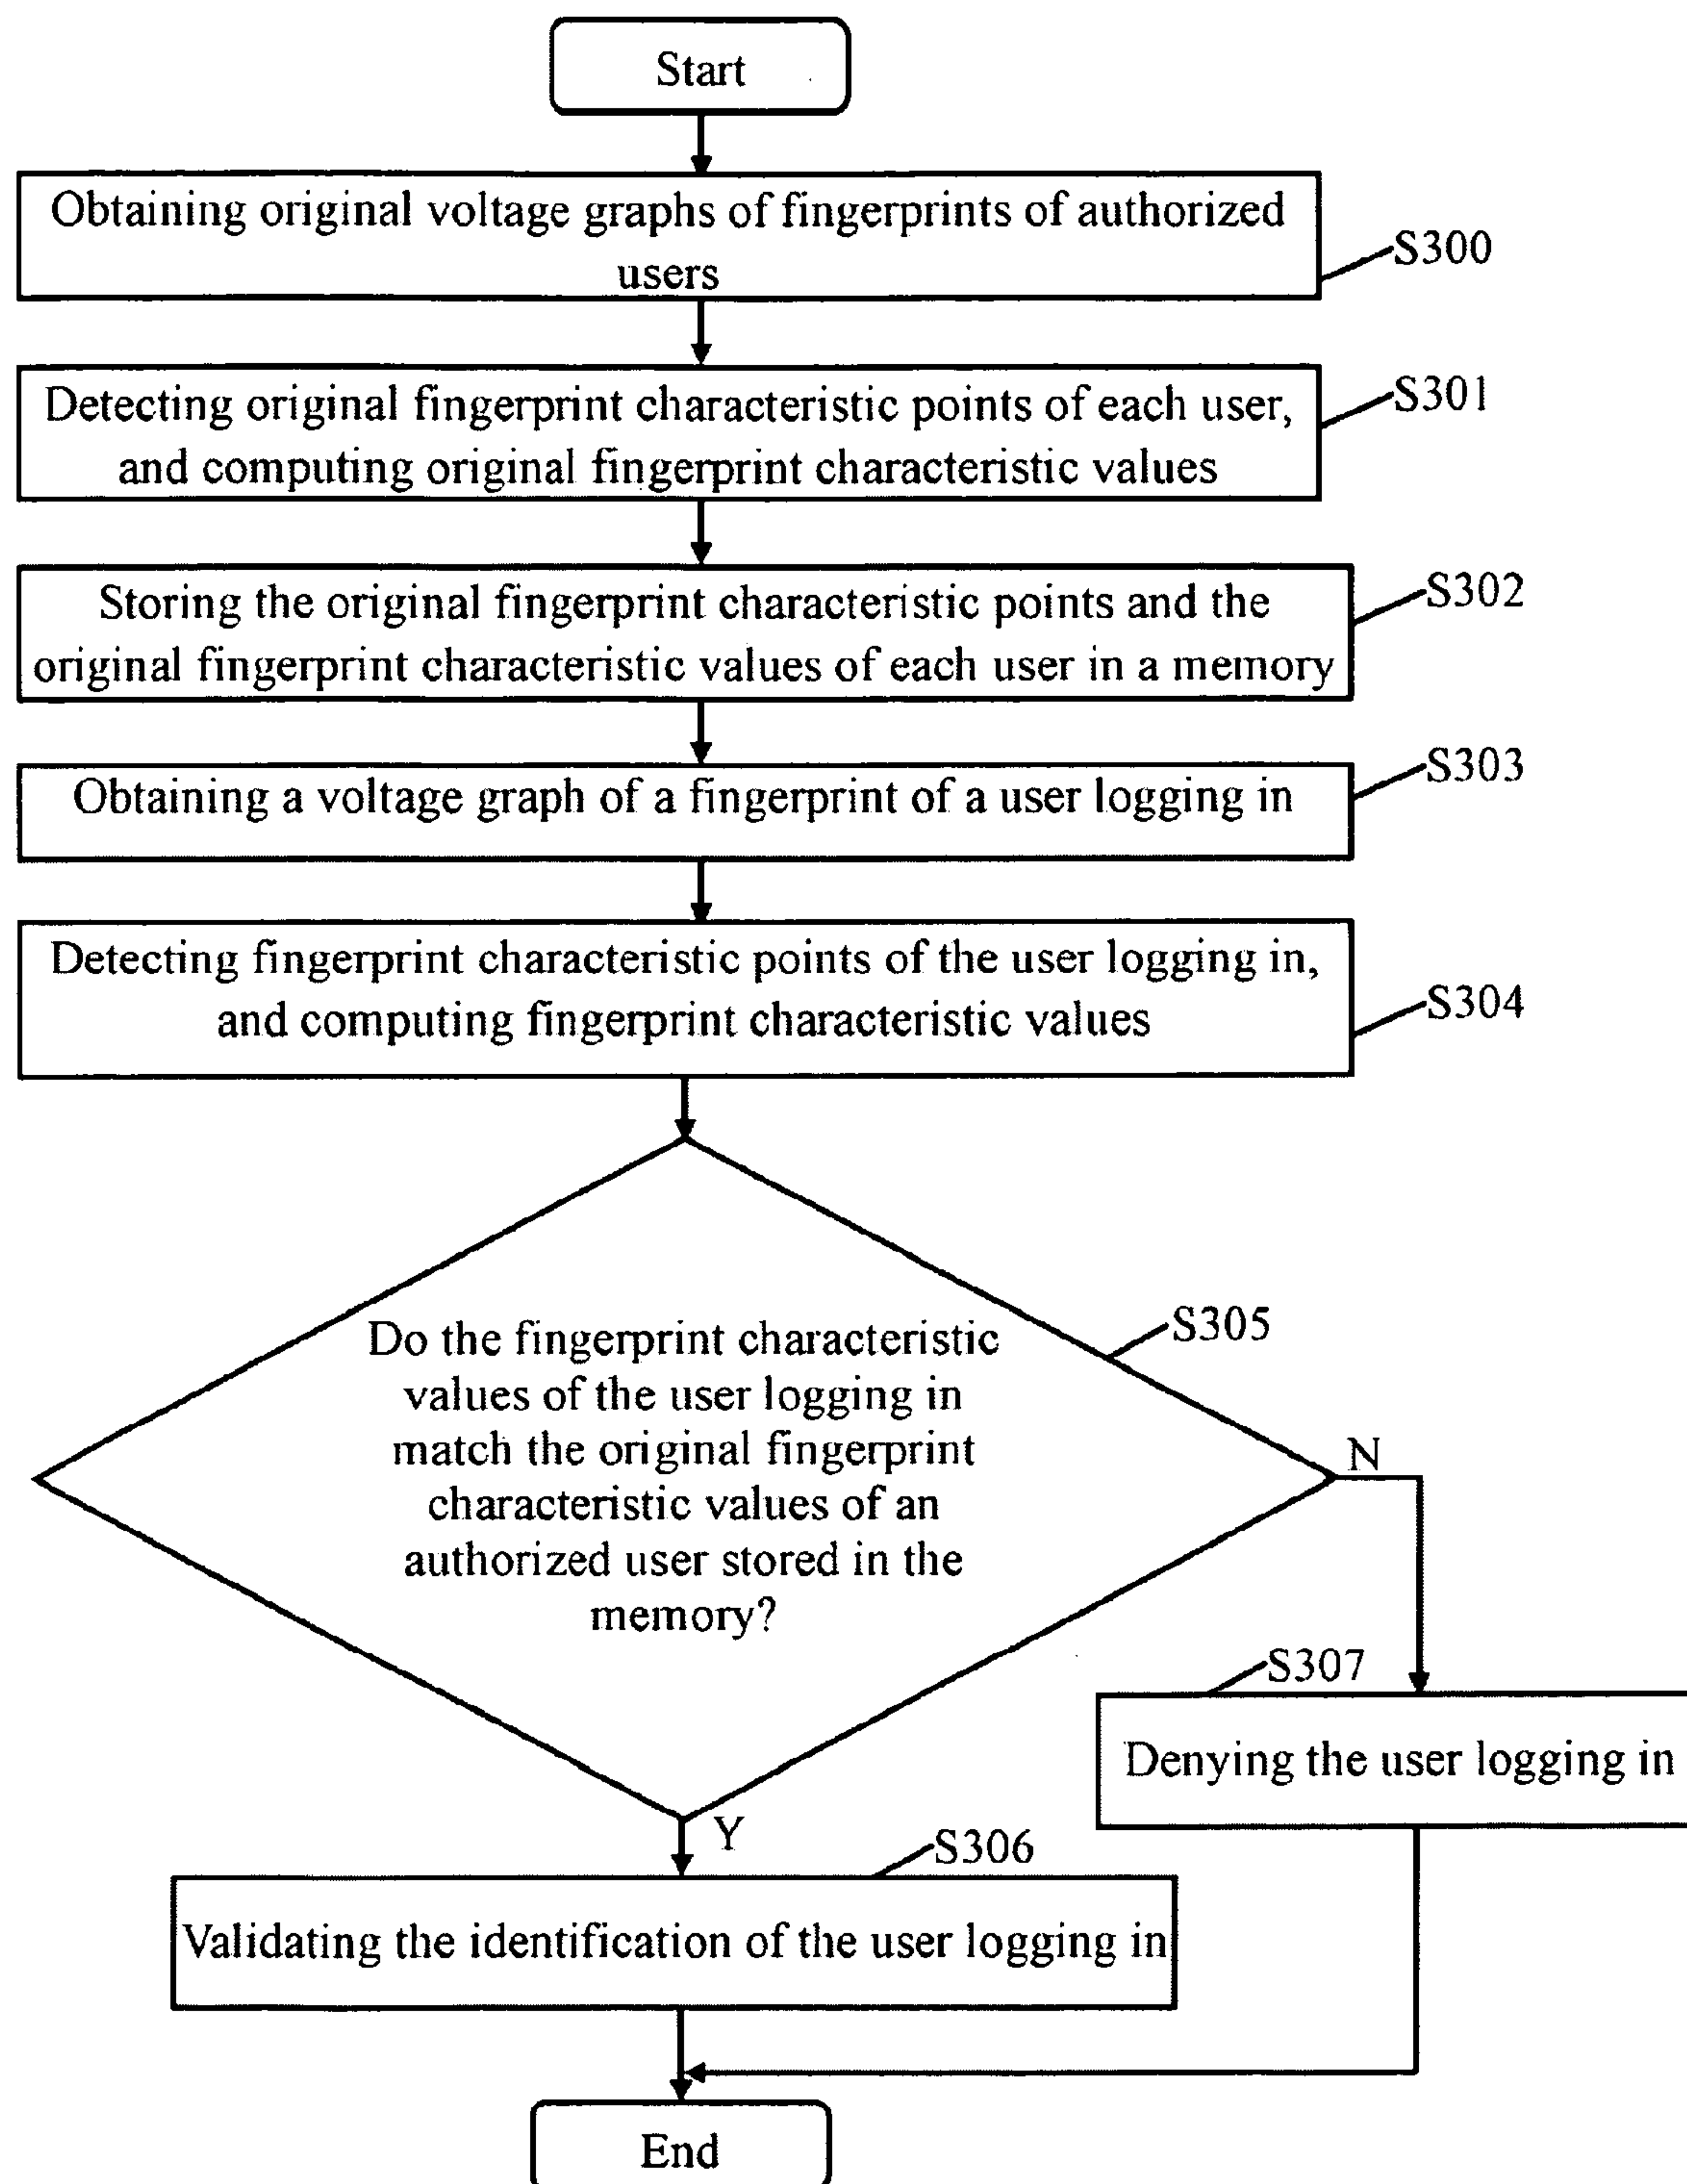 Start
Obtaining original voltage graphs of fingerprints of authorized
users
S300
Detecting original fingerprint characteristic points of each user,
and computing original fingerprint characteristic values
S301
Storing the original fingerprint characteristic points and the
original fingerprint characteristic values of each user in a memory
S302
Obtaining a voltage graph of a fingerprint of a user logging in
S303
Detecting fingerprint characteristic points of the user logging in,
and computing fingerprint characteristic values
S304
Do the fingerprint characteristic
values of the user logging in
match the original fingerprint
characteristic values of an
authorized user stored in the
memory?
S305
N
S307
Denying the user logging in
Y
S306
Validating the identification of the user logging in
End